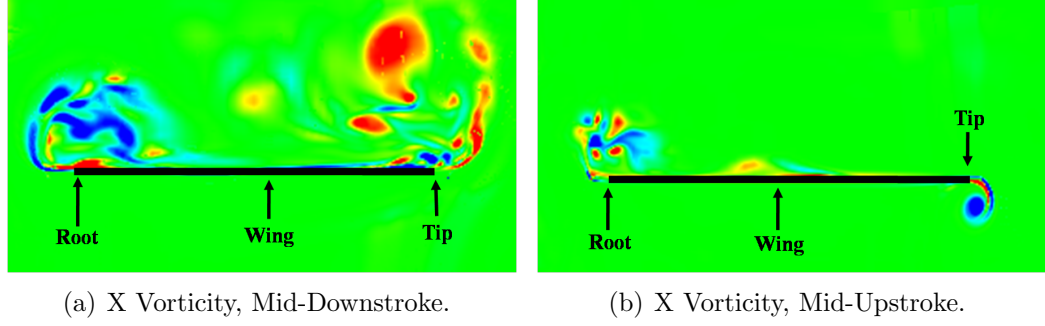 Root
Wing
Tip
Tip
Root
Wing
(a) X Vorticity, Mid-Downstroke.
(b) X Vorticity, Mid-Upstroke.